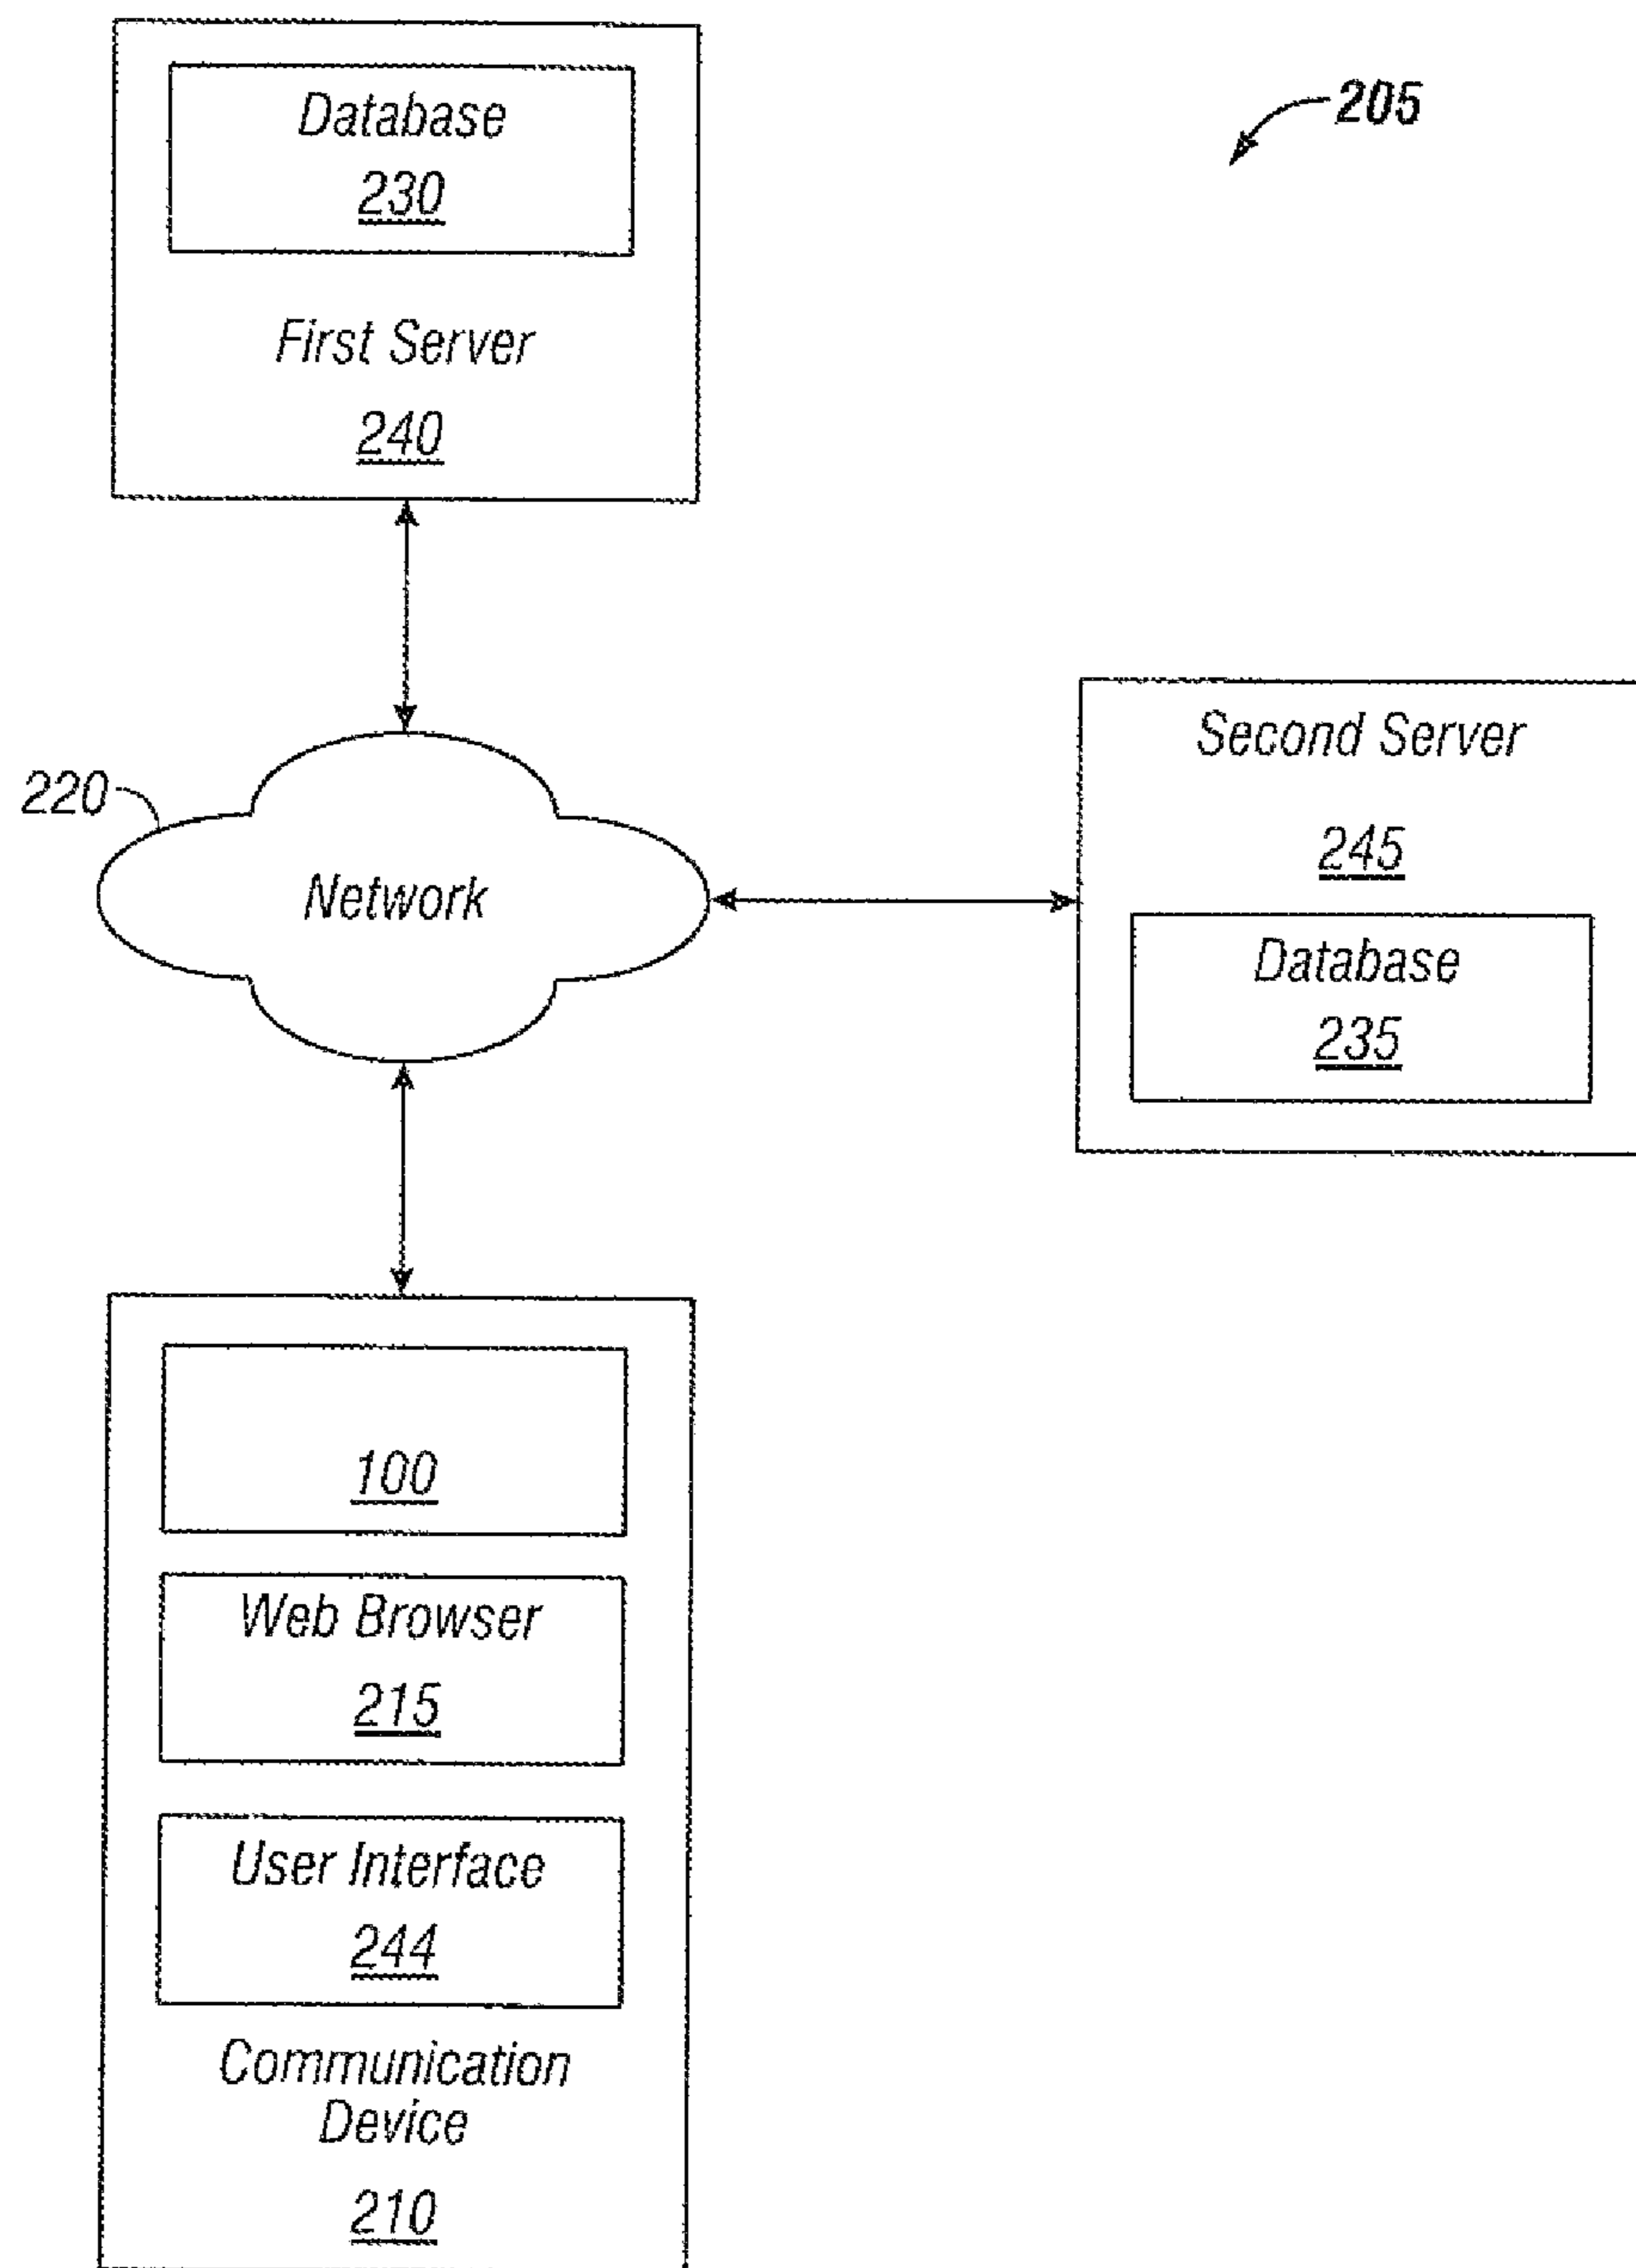 Database
230
First Server
240
205
220
Network
Second Server
245
Database
235
100
Web Browser
215
User Interface
244
Communication
Device
210